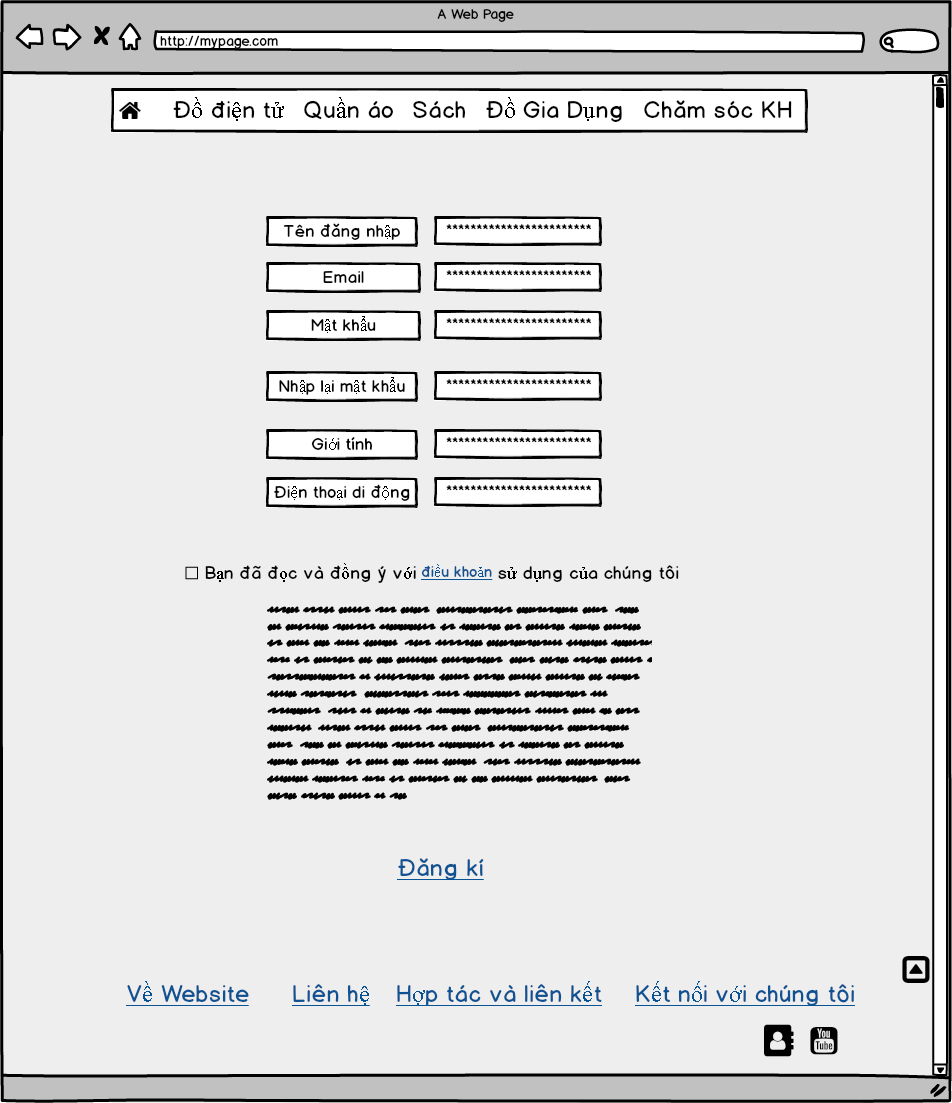 A Web Page
http://mypage.com
Đồ điện tử Quần áo Sách Đồ Gia Dụng Chăm sóc KH
Tên đăng nhập ************************
Email ************************
Mật khẩu ************************
Nhập lại mật khẩu ************************
Giới tính ************************
Điện thoại di động ************************
Bạn đã đọc và đồng ý với điều khoản sử dụng của chúng tôi
Đăng kí
Về Website Liên hệ Hợp tác và liên kết Kết nối với chúng tôi
You
Tube